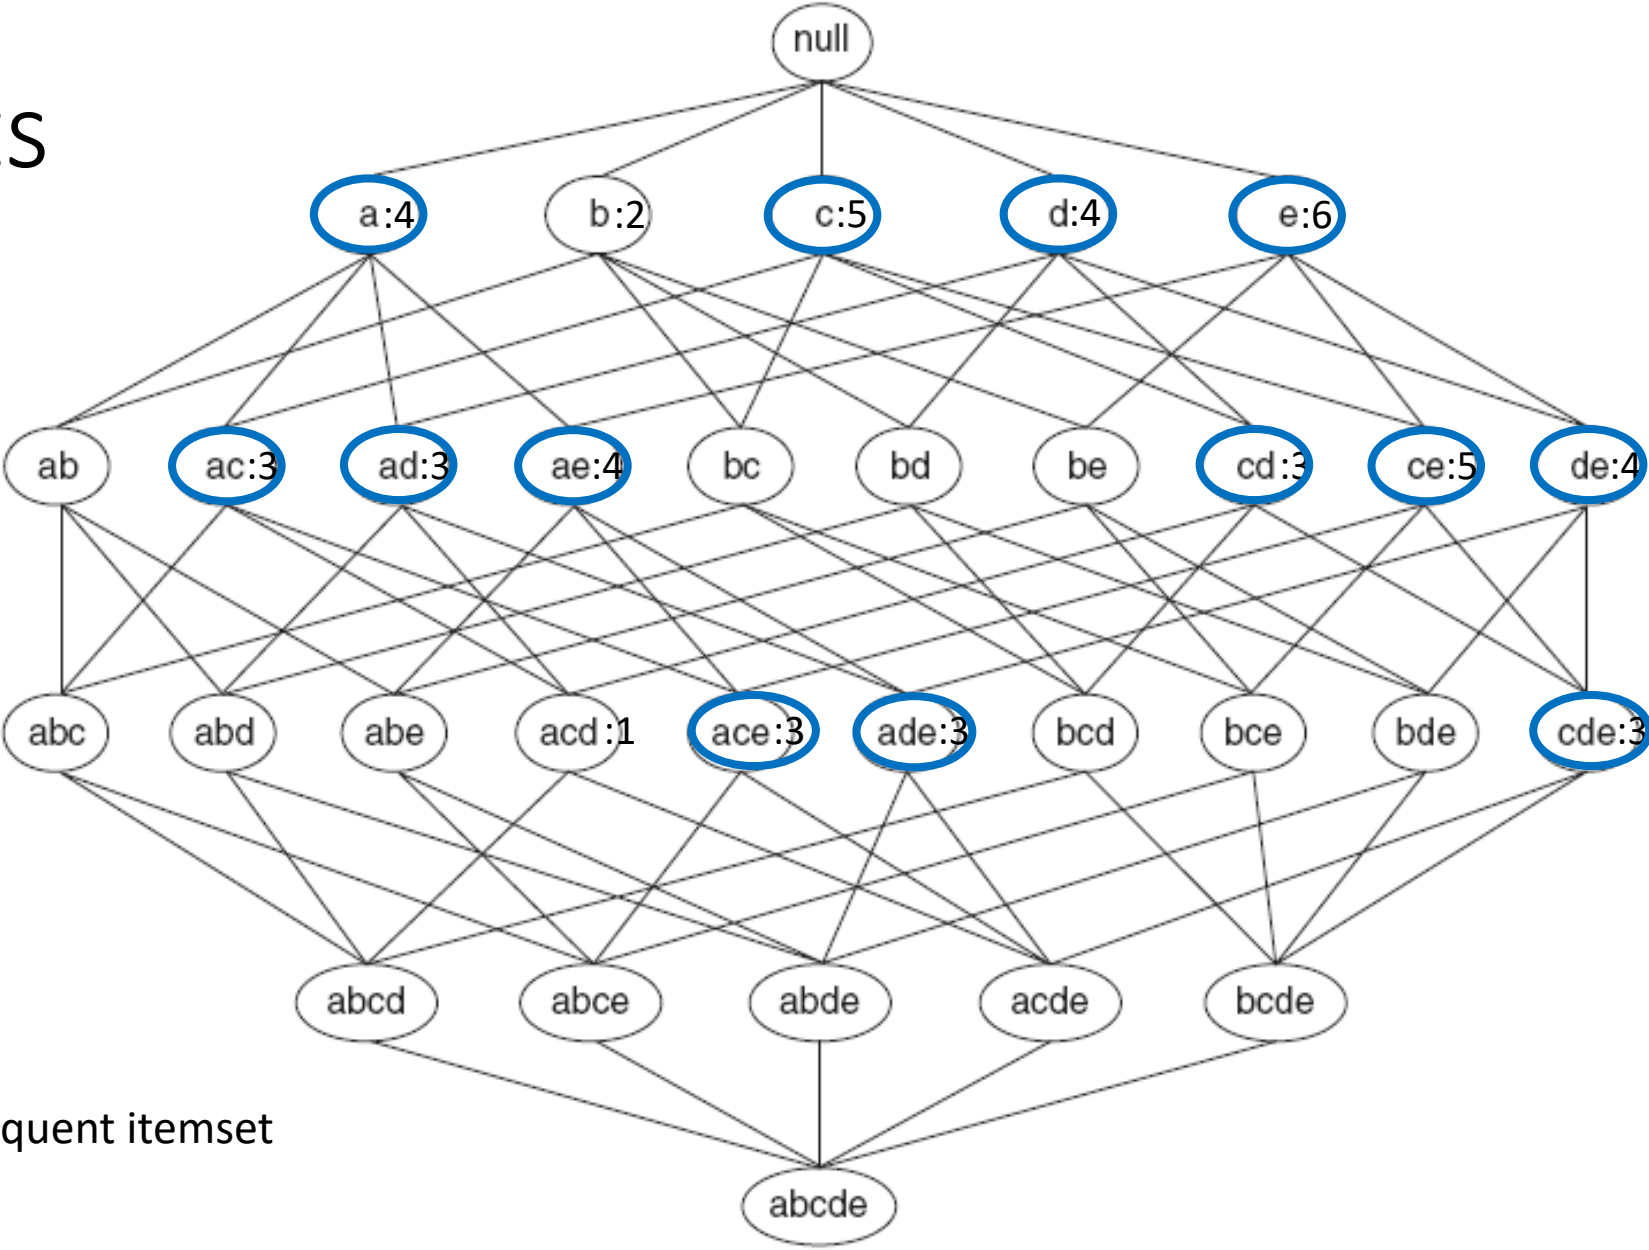 null
S
a:4 b:2 c:5 d:4 e:6
ab ac:3 ad:3 ae:4 bc bd be cd:3 ce:5 de:4
abc abd abe acd:1 ace:3 ade:3 bcd bce bde cde:3
abcd abce abde acde bcde
quent itemset
abcde